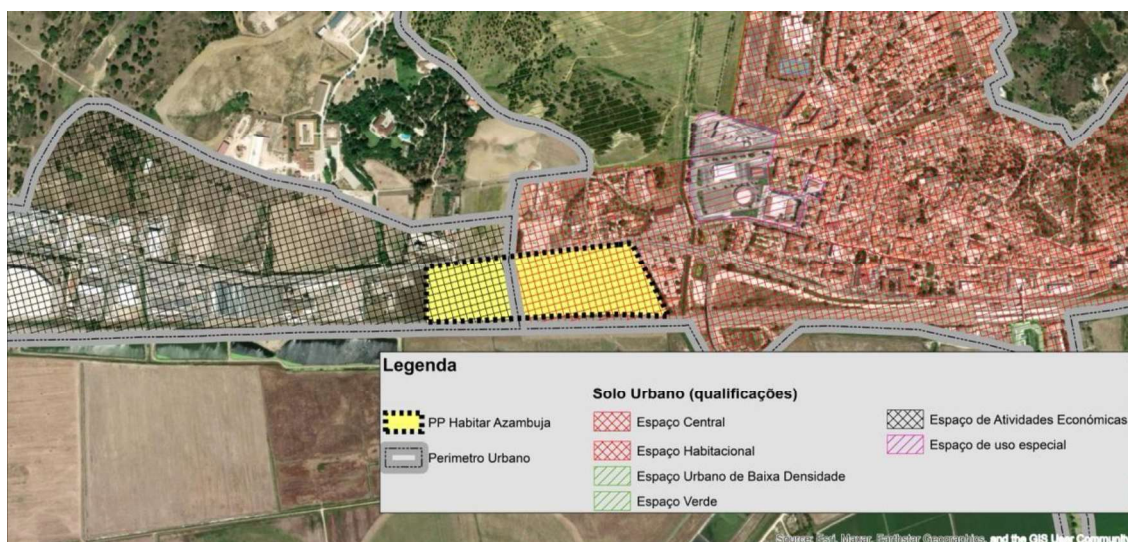 Legenda
Solo Urbano (qualificações)
PP Habitar Azambuja
Perimetro Urbano
Espaço Central
Espaço Habitacional
Espaço Urbano de Baixa Densidade
Espaço Verde
Espaço de Atividades Económicas
Espaço de uso especial
Source: Esri, Maxar, Earthstar Geographics, and the GIS User Community